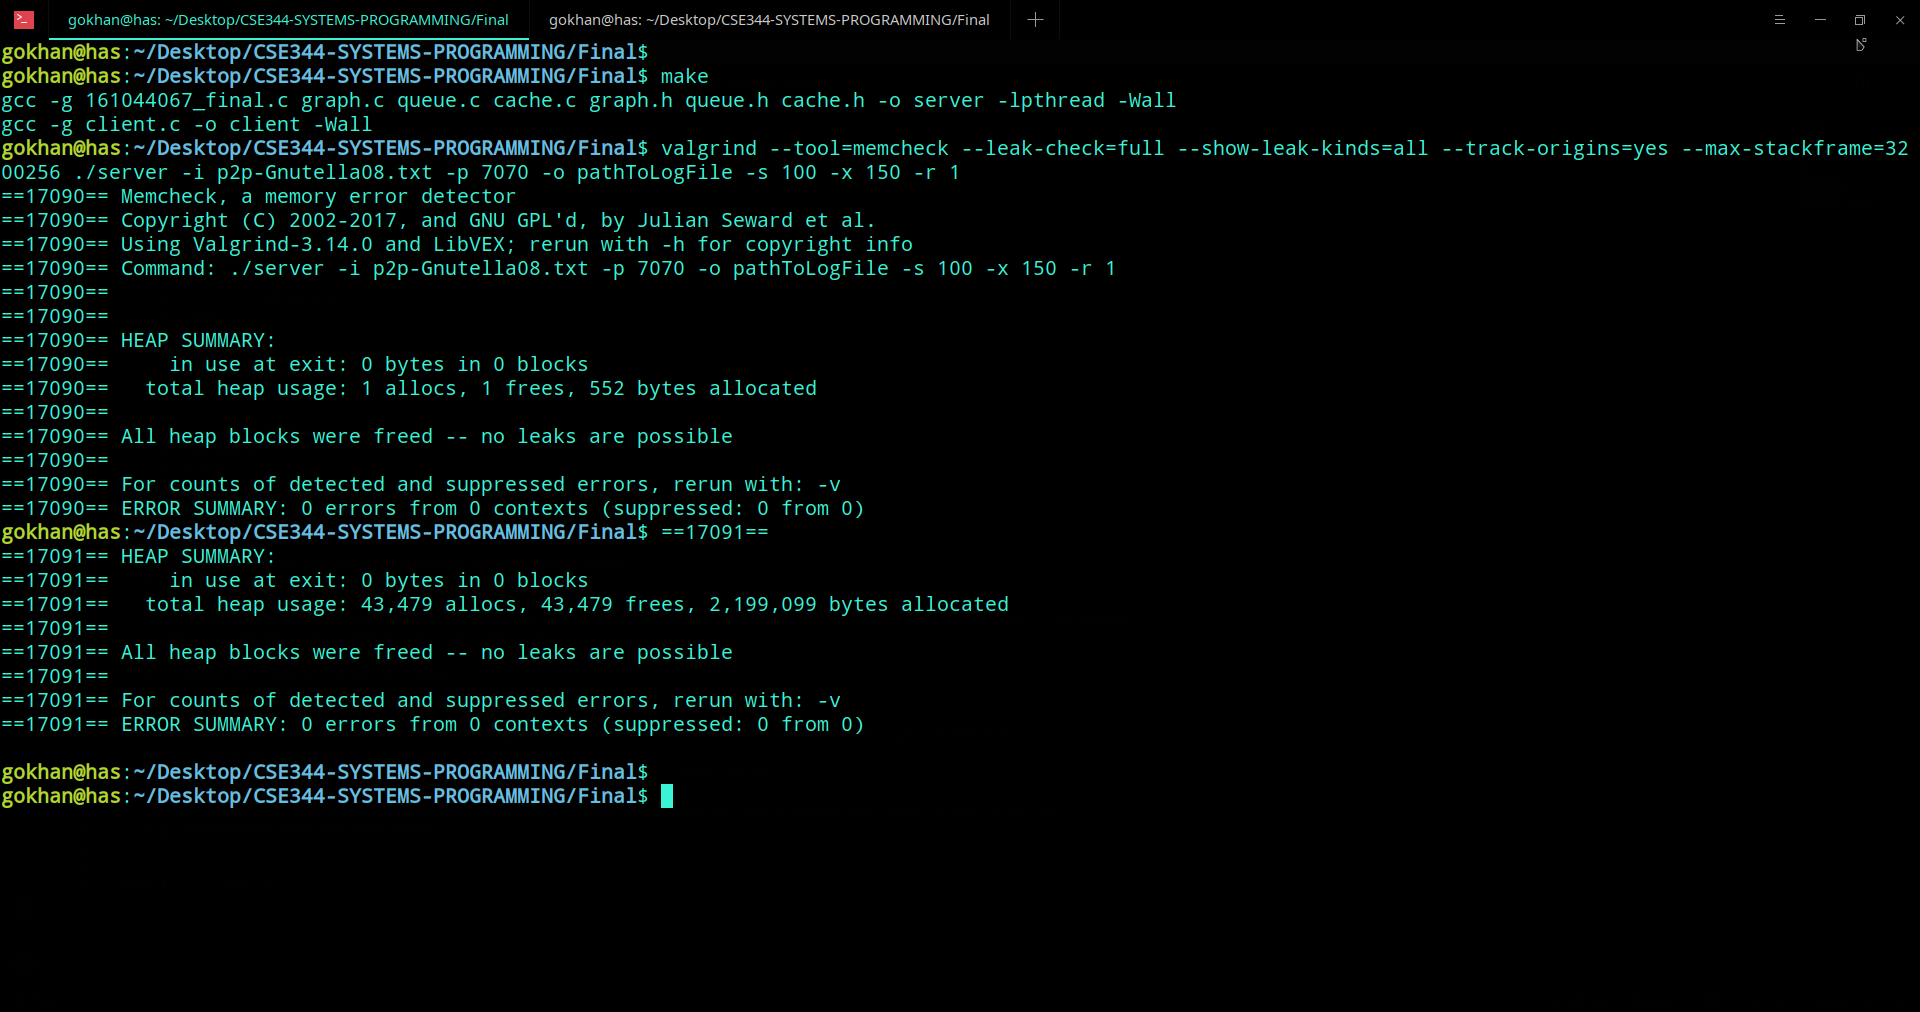 gokhan@has: ~/Desktop/CSE344-SYSTEMS-PROGRAMMING/Final gokhan@has: ~/Desktop/CSE344-SYSTEMS-PROGRAMMING/Final
gokhan@has:~/Desktop/CSE344-SYSTEMS-PROGRAMMING/Final$
gokhan@has:~/Desktop/CSE344-SYSTEMS-PROGRAMMING/Final$ make
gcc -g 161044067_final.c graph.c queue.c cache.c graph.h queue.h cache.h -o server -lpthread -Wall
gcc -g client.c -o client -Wall
gokhan@has:~/Desktop/CSE344-SYSTEMS-PROGRAMMING/Final$ valgrind --tool=memcheck --leak-check=full --show-leak-kinds=all --track-origins=yes --max-stackframe=32
00256 ./server -i p2p-Gnutella08.txt -p 7070 -o pathToLogFile -s 100 -x 150 -r 1
==17090== Memcheck, a memory error detector
==17090== Copyright (C) 2002-2017, and GNU GPL'd, by Julian Seward et al.
==17090== Using Valgrind-3.14.0 and LibVEX; rerun with -h for copyright info
==17090== Command: ./server -i p2p-Gnutella08.txt -p 7070 -o pathToLogFile -s 100 -x 150 -r 1
==17090==
==17090==
==17090== HEAP SUMMARY:
==17090==     in use at exit: 0 bytes in 0 blocks
==17090==   total heap usage: 1 allocs, 1 frees, 552 bytes allocated
==17090==
==17090== All heap blocks were freed -- no leaks are possible
==17090==
==17090== For counts of detected and suppressed errors, rerun with: -v
==17090== ERROR SUMMARY: 0 errors from 0 contexts (suppressed: 0 from 0)
gokhan@has:~/Desktop/CSE344-SYSTEMS-PROGRAMMING/Final$ ==17091==
==17091== HEAP SUMMARY:
==17091==     in use at exit: 0 bytes in 0 blocks
==17091==   total heap usage: 43,479 allocs, 43,479 frees, 2,199,099 bytes allocated
==17091==
==17091== All heap blocks were freed -- no leaks are possible
==17091==
==17091== For counts of detected and suppressed errors, rerun with: -v
==17091== ERROR SUMMARY: 0 errors from 0 contexts (suppressed: 0 from 0)
gokhan@has:~/Desktop/CSE344-SYSTEMS-PROGRAMMING/Final$
gokhan@has:~/Desktop/CSE344-SYSTEMS-PROGRAMMING/Final$